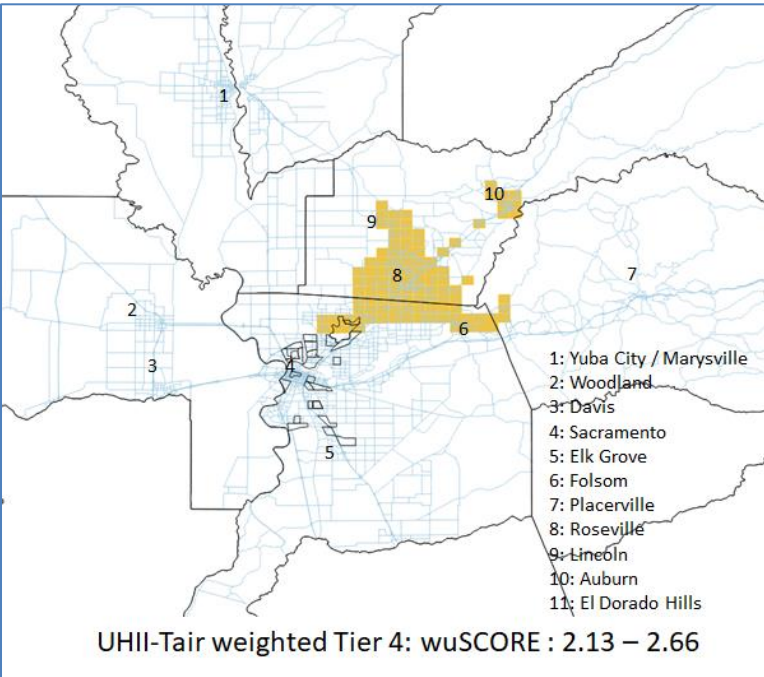 1
10
9
8
7
2
6
3
4
5
1: Yuba City / Marysville
2: Woodland
3: Davis
4: Sacramento
5: Elk Grove
6: Folsom
7: Placerville
8: Roseville
9: Lincoln
10: Auburn
11: El Dorado Hills
UHII-Tair weighted Tier 4: wuSCORE : 2.13 – 2.66